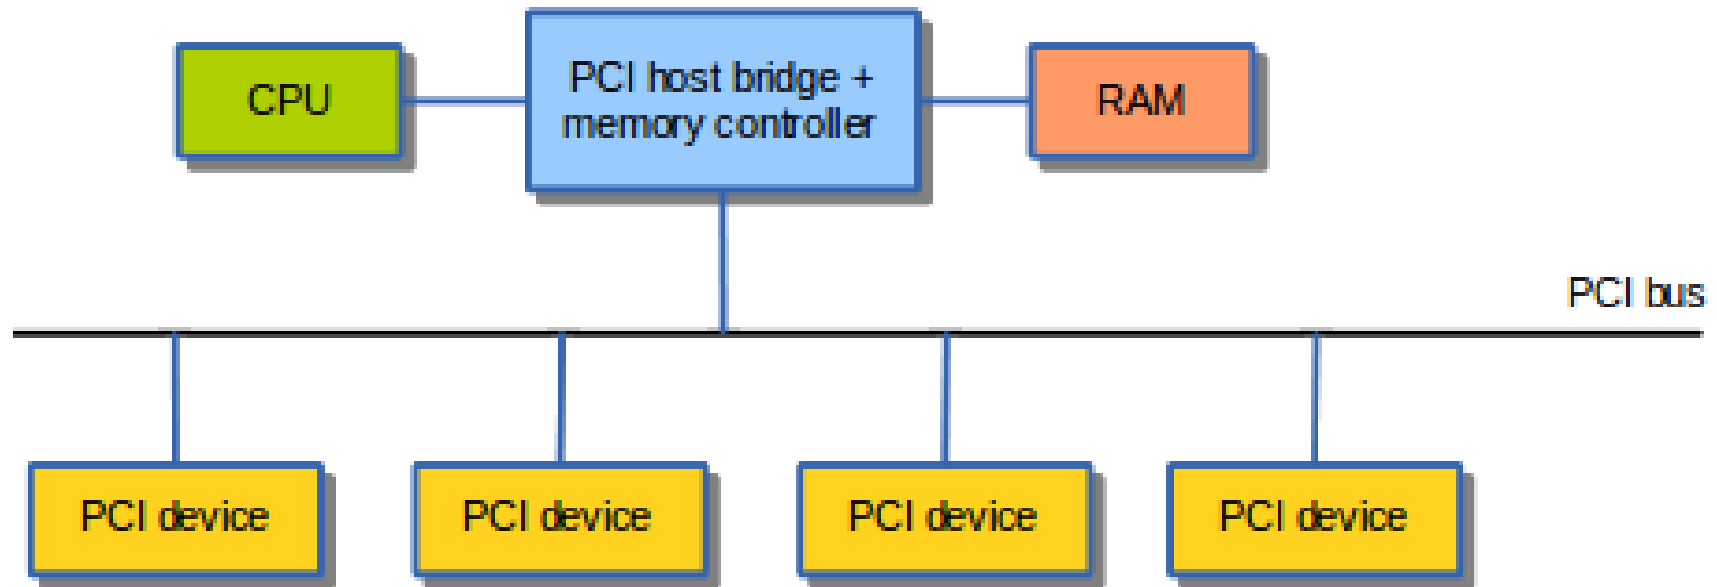 CPU
PCI host bridge +
memory controller
RAM
PCI bus
PCI device
PCI device
PCI device
PCI device